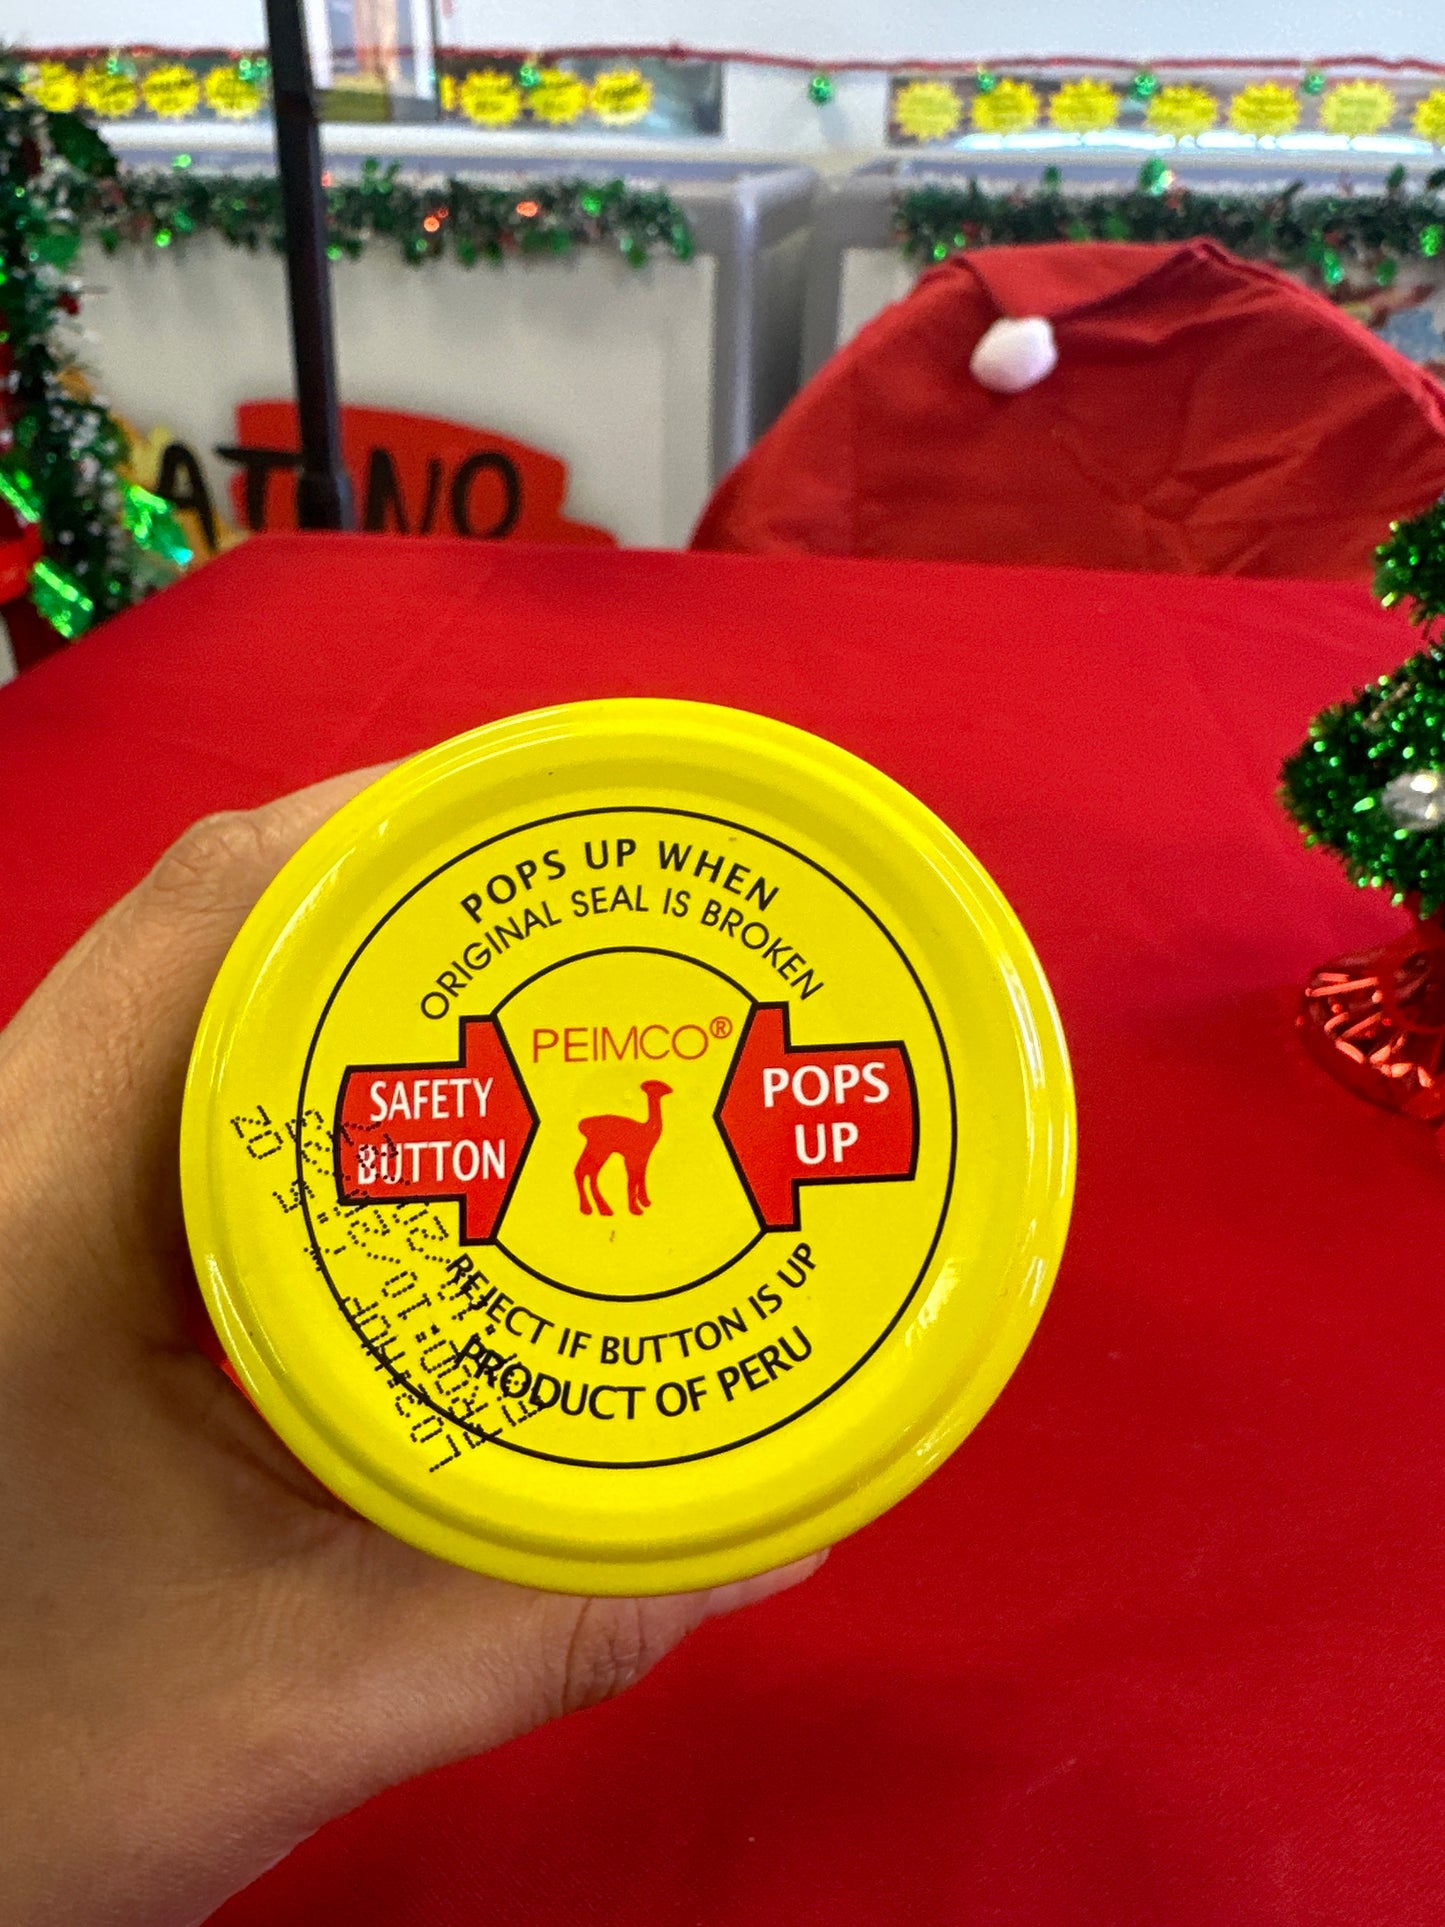 POPS UP WHEN
ORIGINAL SEAL IS BROKEN
PEIMCO®
SAFETY
BUTTON
POPS
UP
REJECT IF BUTTON IS UP
PRODUCT OF PERU